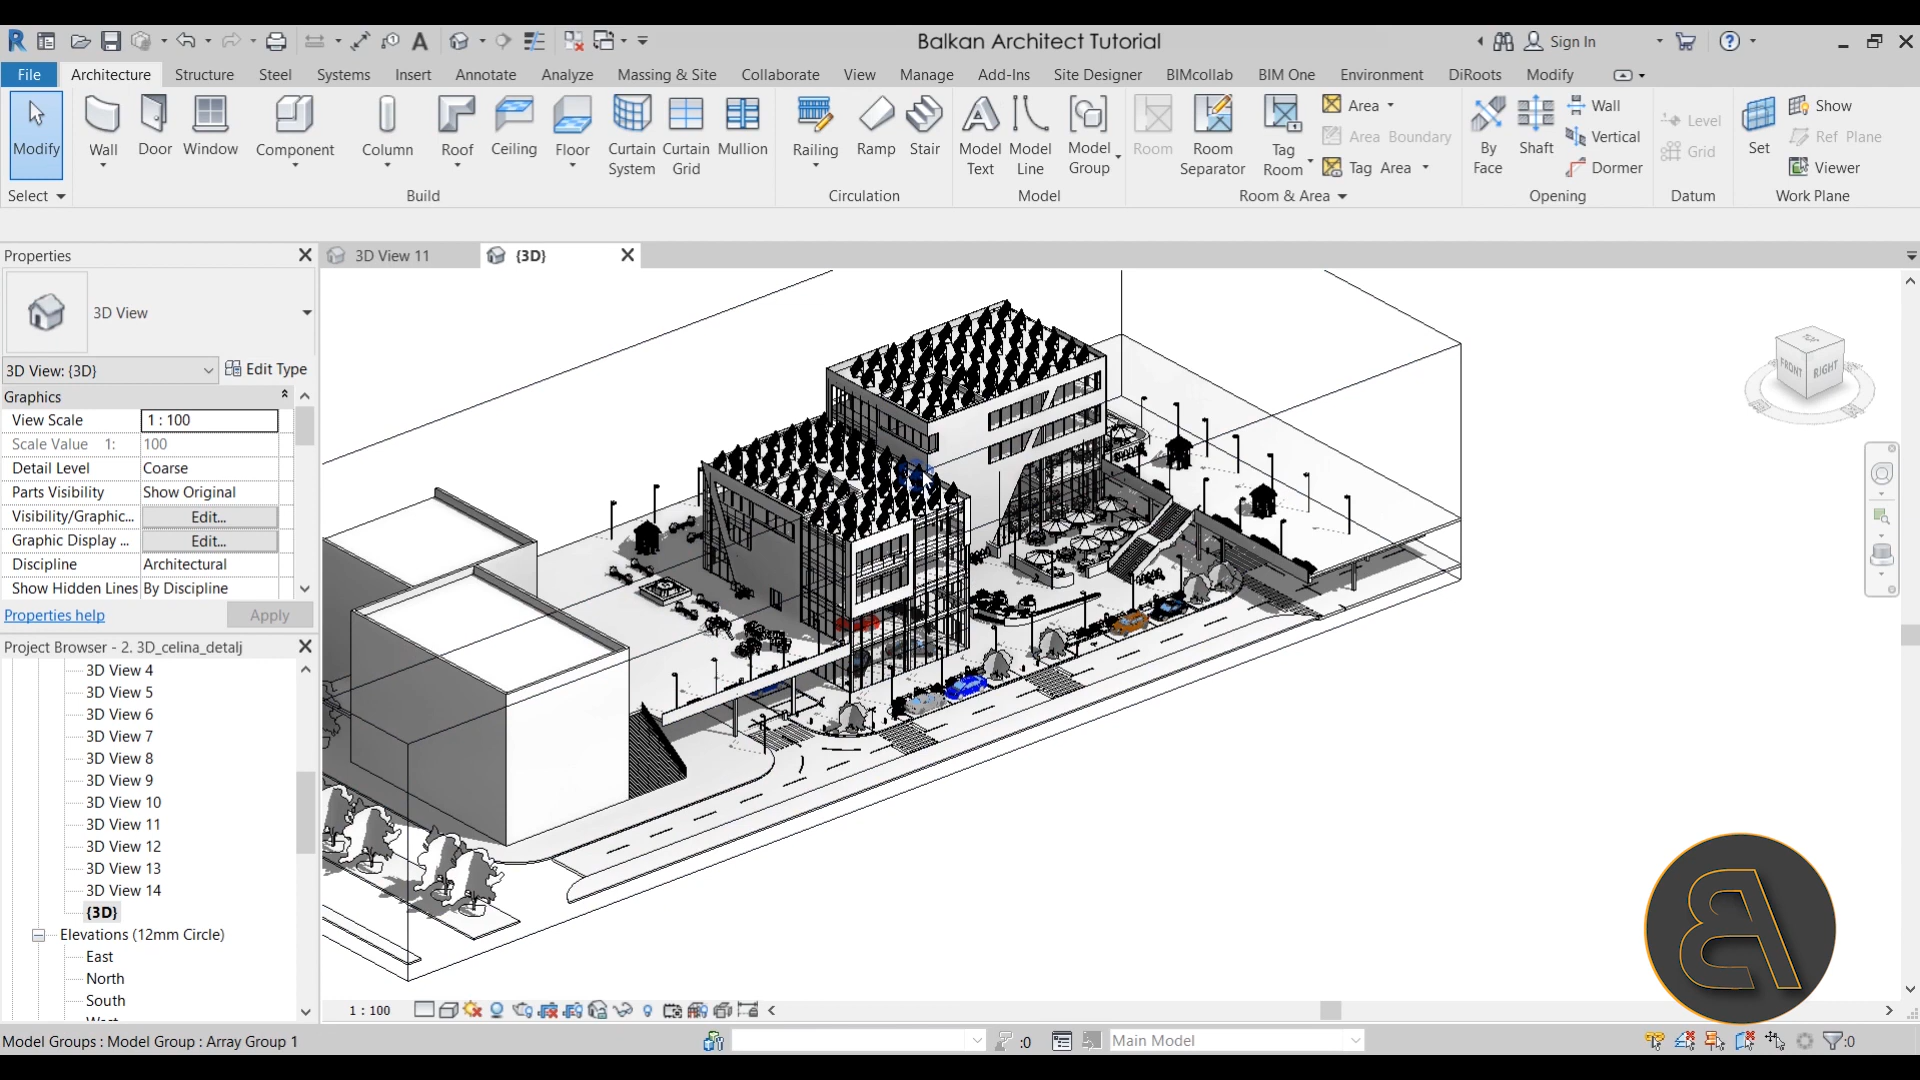 Balkan Architect Tutorial
Sign In
File Architecture Structure Steel Systems Insert Annotate Analyze Massing & Site Collaborate View Manage Add-Ins Site Designer BIMcollab BIM One Environment DiRoots Modify
Modify
Wall
Door
Window
Component
Column
Roof
Ceiling
Floor
Curtain System
Curtain Grid
Mullion
Railing
Ramp
Stair
Model Text
Model Line
Model Group
Room
Room Separator
Tag Room
Area
Area Boundary
Tag Area
By Face
Shaft
Wall
Vertical
Dormer
Level
Grid
Set
Show
Ref Plane
Viewer
Select Build Circulation Model Room & Area Opening Datum Work Plane
Properties
3D View 11
{3D}
3D View
3D View: {3D}
Edit Type
Graphics
View Scale 1 : 100
Scale Value 1: 100
Detail Level Coarse
Parts Visibility Show Original
Visibility/Graphic... Edit...
Graphic Display ... Edit...
Discipline Architectural
Show Hidden Lines By Discipline
Properties help Apply
Project Browser - 2. 3D_celina_detalj
3D View 4
3D View 5
3D View 6
3D View 7
3D View 8
3D View 9
3D View 10
3D View 11
3D View 12
3D View 13
3D View 14
{3D}
Elevations (12mm Circle)
East
North
South
TOP
FRONT
RIGHT
1 : 100
Model Groups : Model Group : Array Group 1
:0
Main Model
:0